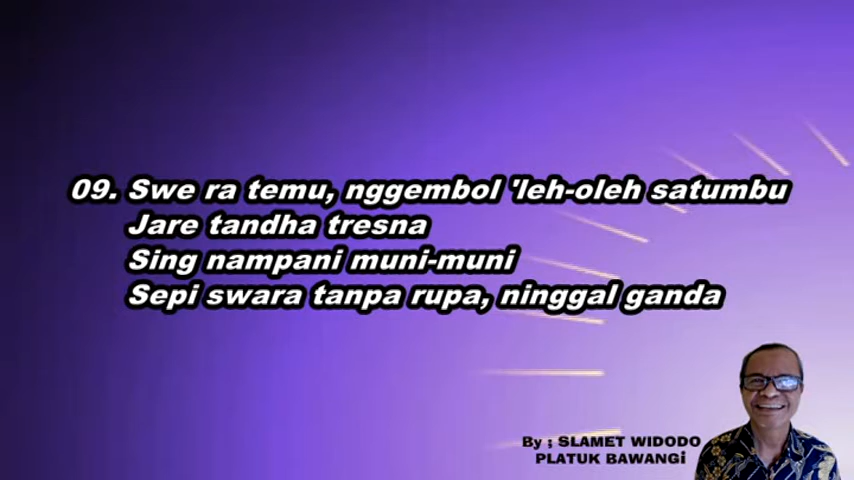 09. Swe ra temu, nggembol 'leh-oleh satumbu
Jare tandha tresna
Sing nampani muni-muni
Sepi swara tanpa rupa, ninggal ganda
By ; SLAMET WIDODO
PLATUK BAWANGi